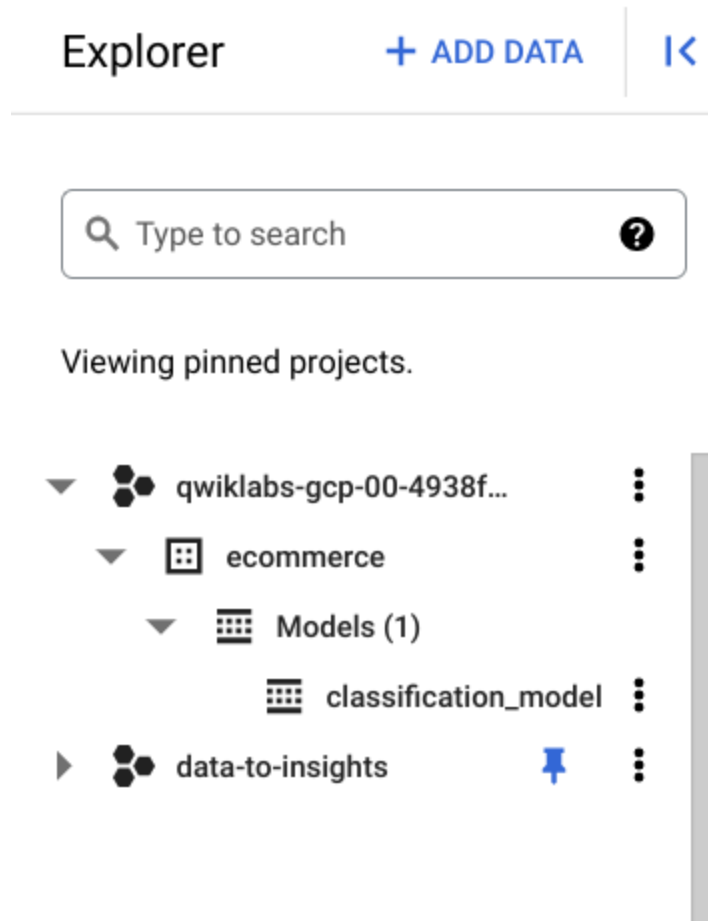 Explorer + ADD DATA
Type to search
Viewing pinned projects.
qwiklabs-gcp-00-4938f...
ecommerce
Models (1)
classification_model
data-to-insights